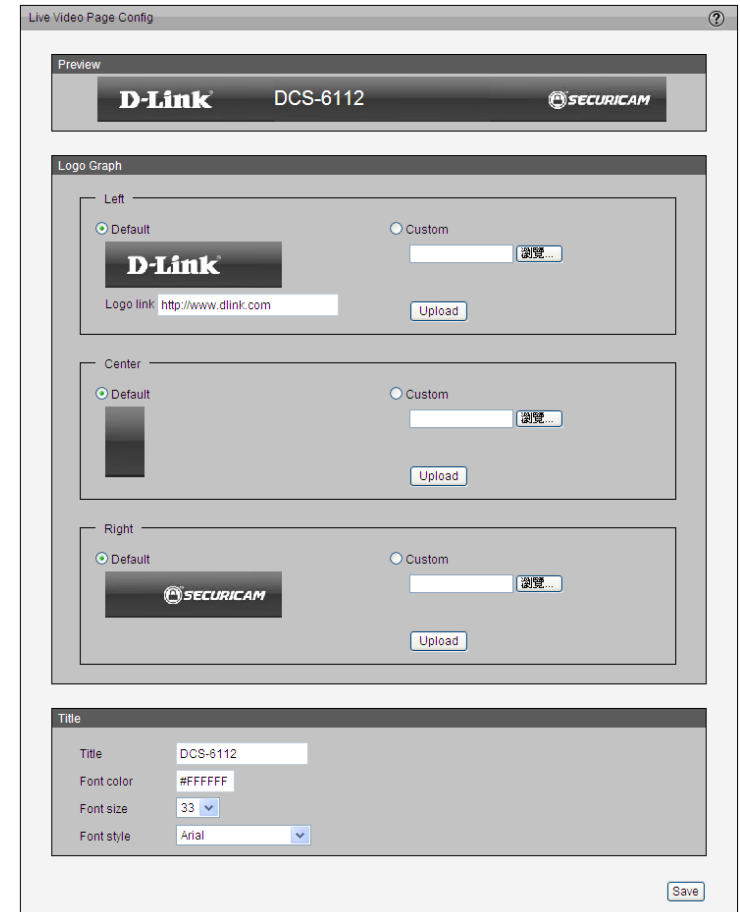 Live Video Page Config ?
Preview
D-Link DCS-6112 SECURICAM
Logo Graph
Left
Default Custom
瀏覽...
D-Link
Logo link http://www.dlink.com
Upload
Center
Default Custom
瀏覽...
Upload
Right
Default Custom
瀏覽...
SECURICAM
Upload
Title
Title DCS-6112
Font color #FFFFFF
Font size 33
Font style Arial
Save